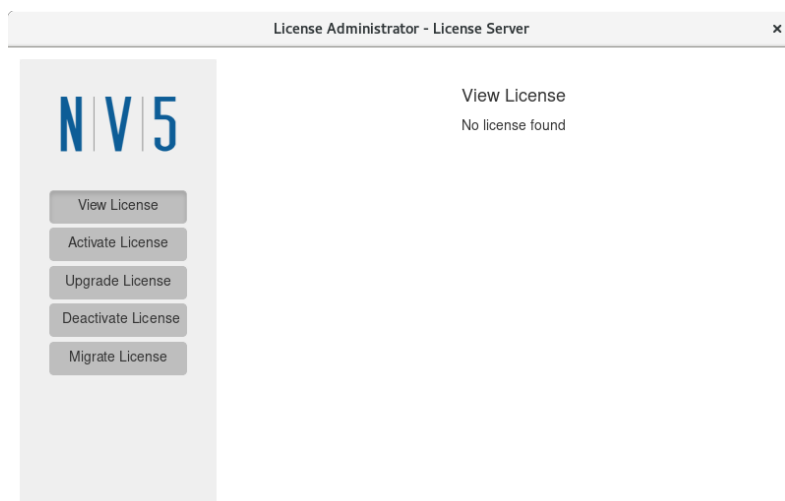 License Administrator - License Server
×
N|V|5
View License
Activate License
Upgrade License
Deactivate License
Migrate License
View License
No license found